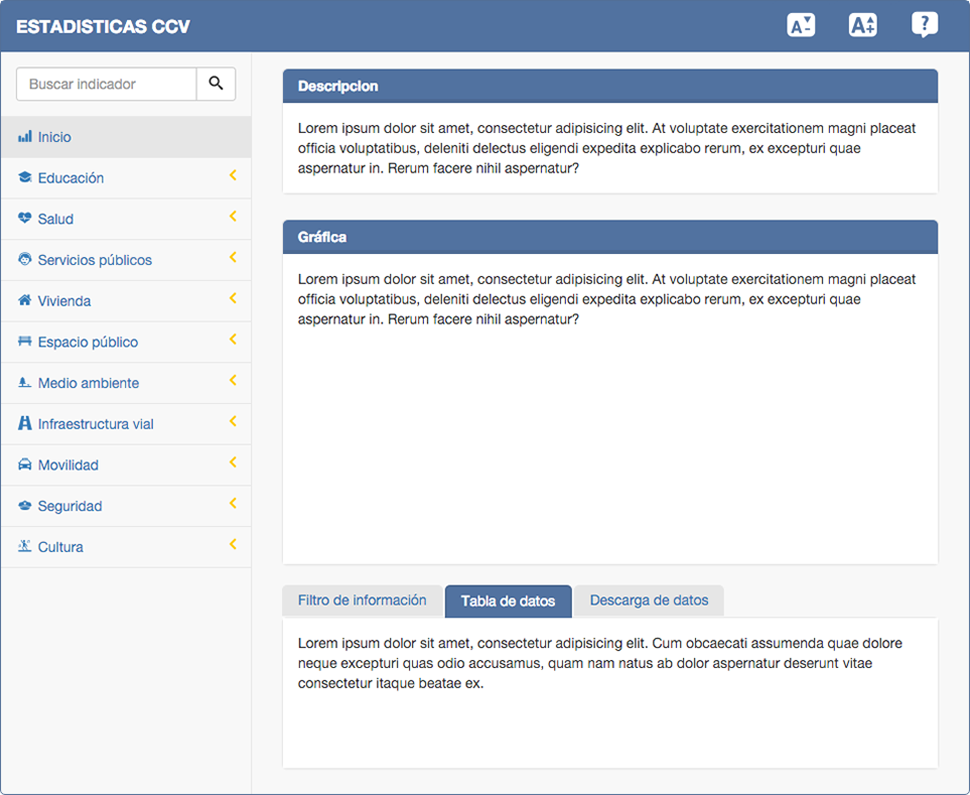 ESTADISTICAS CCV
A-
A+
?
Buscar indicador
Inicio
Educación
Salud
Servicios públicos
Vivienda
Espacio público
Medio ambiente
Infraestructura vial
Movilidad
Seguridad
Cultura
Descripcion
Lorem ipsum dolor sit amet, consectetur adipisicing elit. At voluptate exercitationem magni placeat
officia voluptatibus, deleniti delectus eligendi expedita explicabo rerum, ex excepturi quae
aspernatur in. Rerum facere nihil aspernatur?
Gráfica
Lorem ipsum dolor sit amet, consectetur adipisicing elit. At voluptate exercitationem magni placeat
officia voluptatibus, deleniti delectus eligendi expedita explicabo rerum, ex excepturi quae
aspernatur in. Rerum facere nihil aspernatur?
Filtro de información
Tabla de datos
Descarga de datos
Lorem ipsum dolor sit amet, consectetur adipisicing elit. Cum obcaecati assumenda quae dolore
neque excepturi quas odio accusamus, quam nam natus ab dolor aspernatur deserunt vitae
consectetur itaque beatae ex.